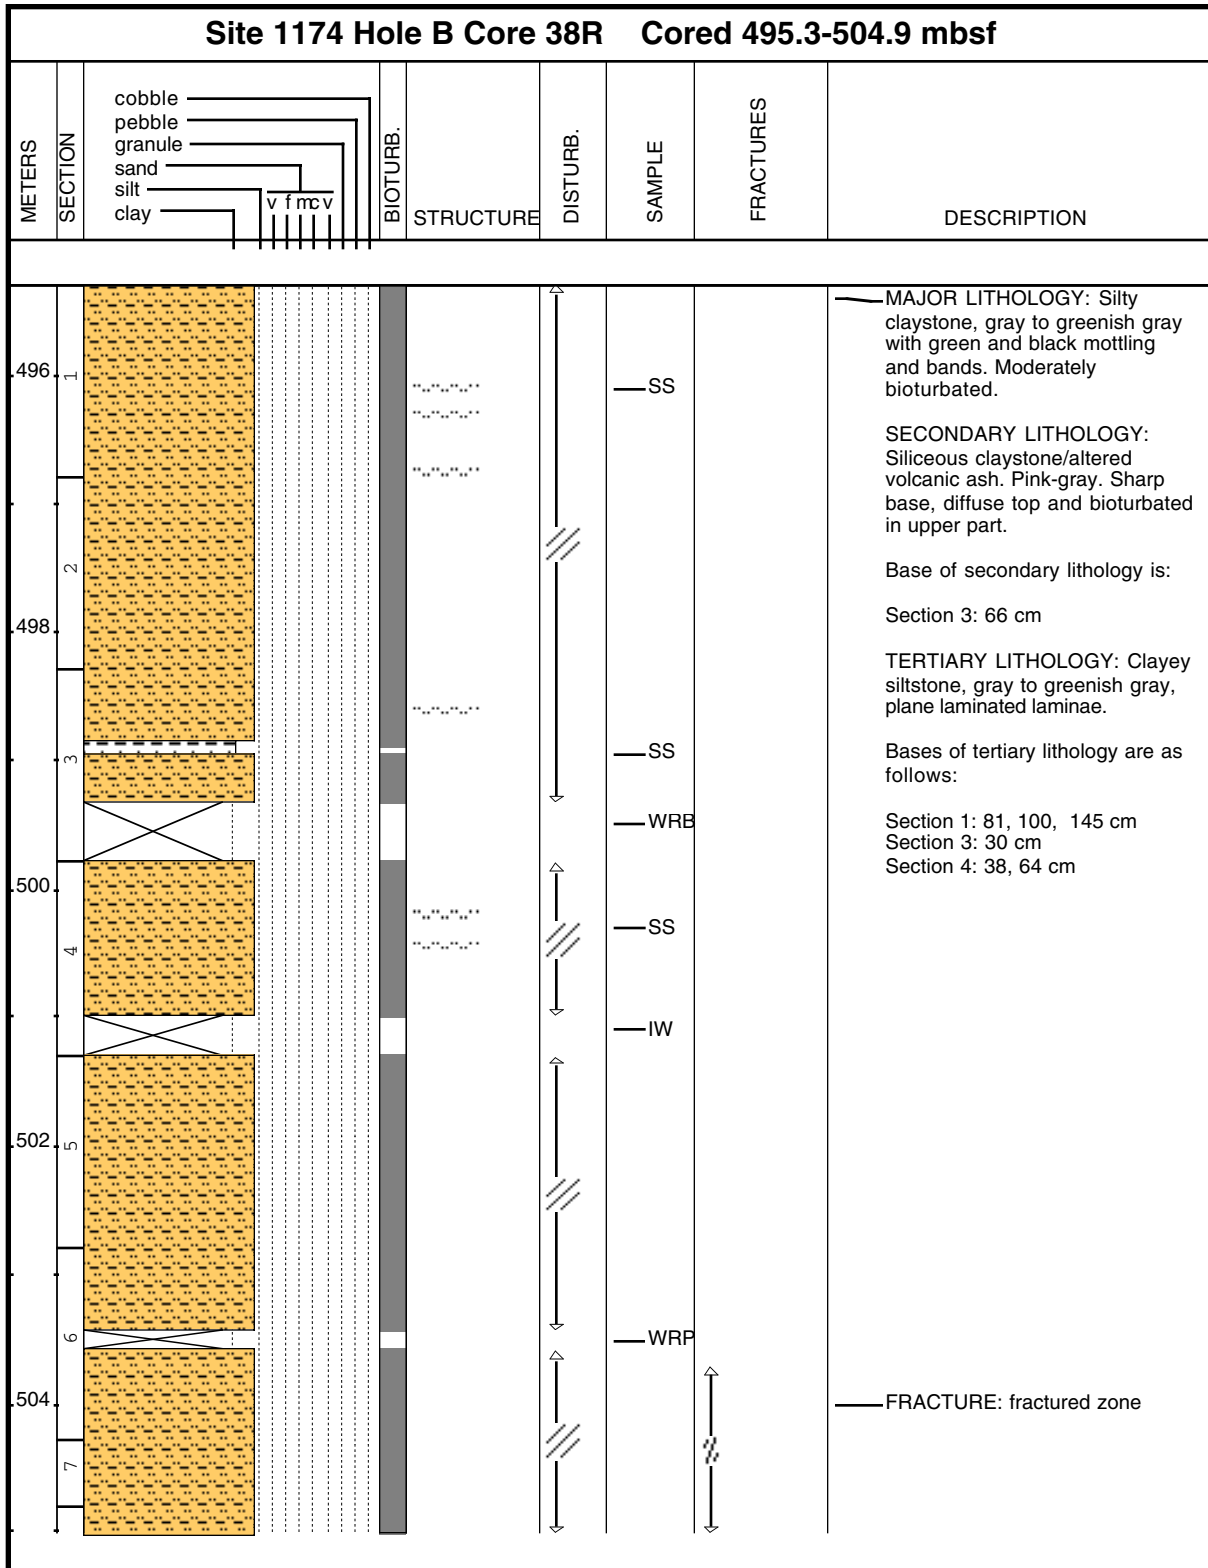 Site 1174 Hole B Core 38R Cored 495.3-504.9 mbsf
METERS
SECTION
cobble
pebble
granule
sand
silt
v f m c v
clay
BIOTURB.
STRUCTURE
DISTURB.
SAMPLE
FRACTURES
DESCRIPTION
496
498
500
502
504
1
2
3
4
5
6
7
SS
SS
WRB
SS
IW
WRP
MAJOR LITHOLOGY: Silty
claystone, gray to greenish gray
with green and black mottling
and bands. Moderately
bioturbated.
SECONDARY LITHOLOGY:
Siliceous claystone/altered
volcanic ash. Pink-gray. Sharp
base, diffuse top and bioturbated
in upper part.
Base of secondary lithology is:
Section 3: 66 cm
TERTIARY LITHOLOGY: Clayey
siltstone, gray to greenish gray,
plane laminated laminae.
Bases of tertiary lithology are as
follows:
Section 1: 81, 100, 145 cm
Section 3: 30 cm
Section 4: 38, 64 cm
FRACTURE: fractured zone